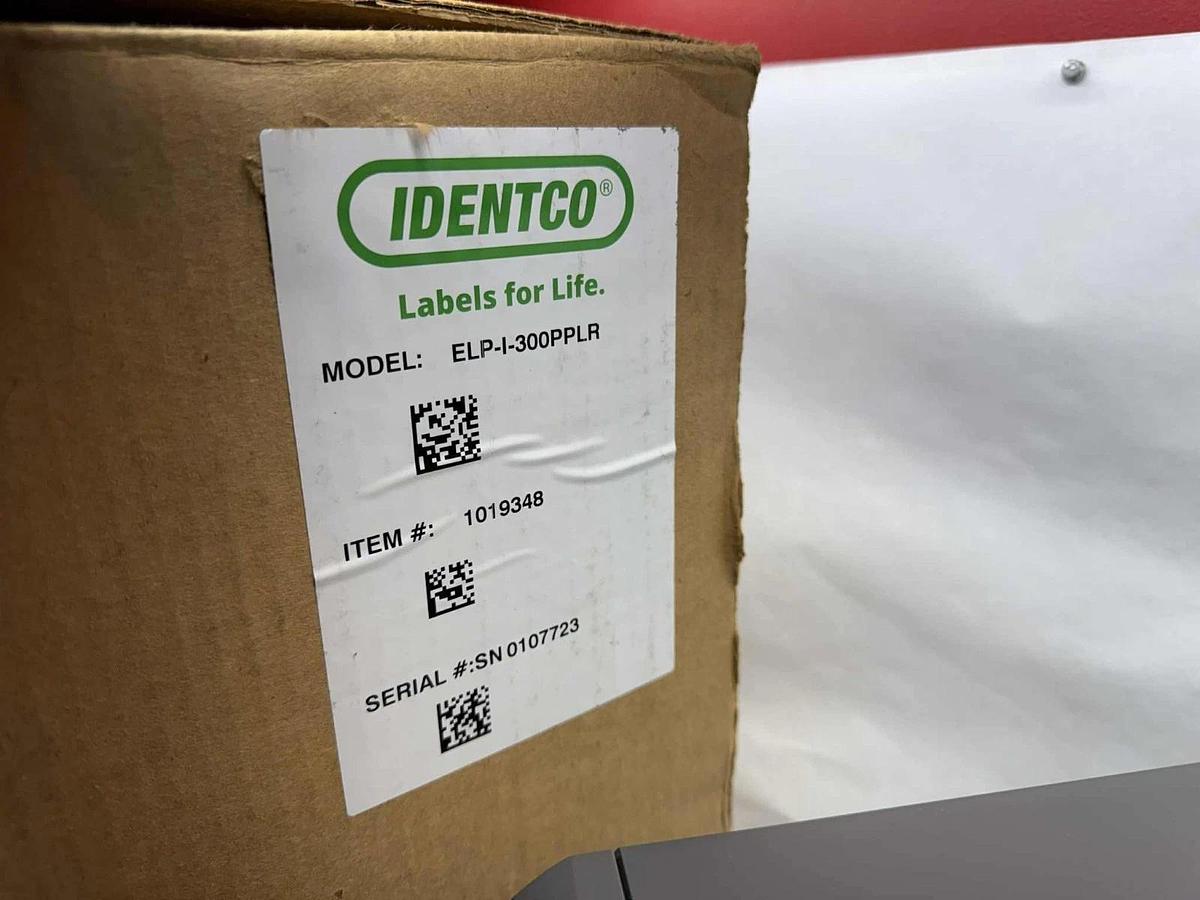 IDENTCO®
Labels for Life.
MODEL: ELP-I-300PPLR
ITEM #: 1019348
SERIAL #:SN 0107723